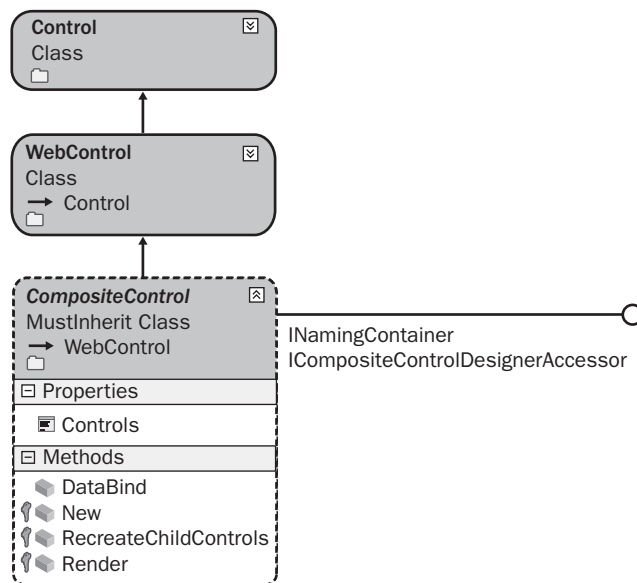 Control
Class
WebControl
Class
Control
CompositeControl
MustInherit Class
WebControl
INamingContainer
ICompositeControlDesignerAccessor
Properties
Controls
Methods
DataBind
New
RecreateChildControls
Render